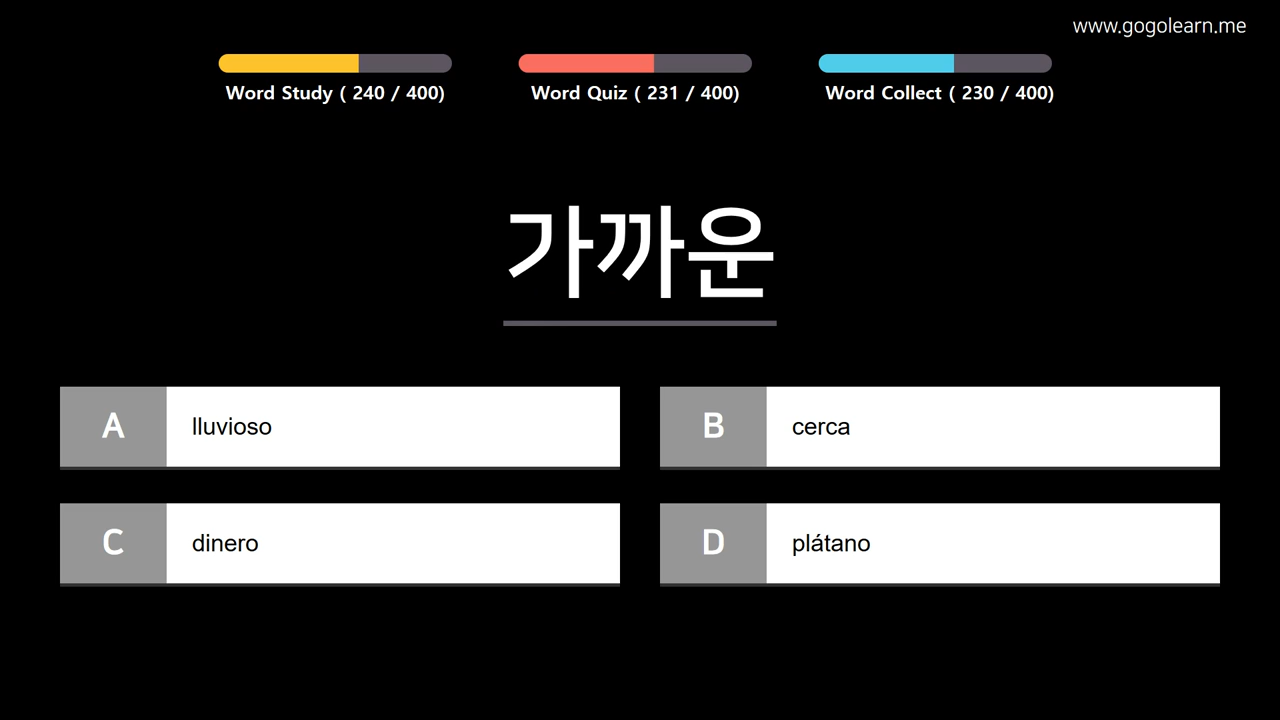 www.gogolearn.me
Word Study ( 240 / 400)
Word Quiz ( 231 / 400)
Word Collect ( 230 / 400)
가까운
A lluvioso
B cerca
C dinero
D plátano